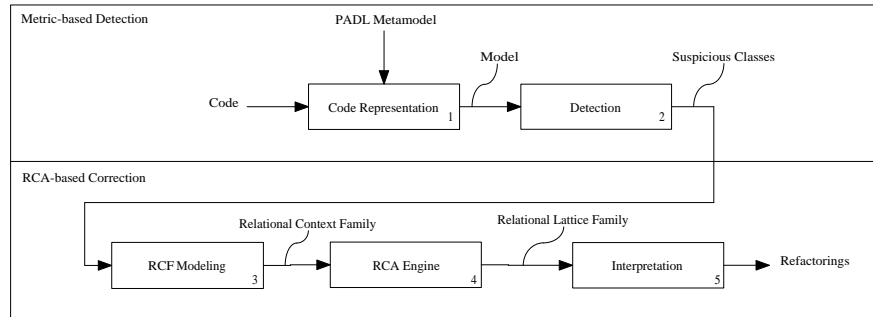 Metric-based Detection
PADL Metamodel
Model
Suspicious Classes
Code
Code Representation
1
Detection
2
RCA-based Correction
Relational Context Family
Relational Lattice Family
RCF Modeling
3
RCA Engine
4
Interpretation
5
Refactorings